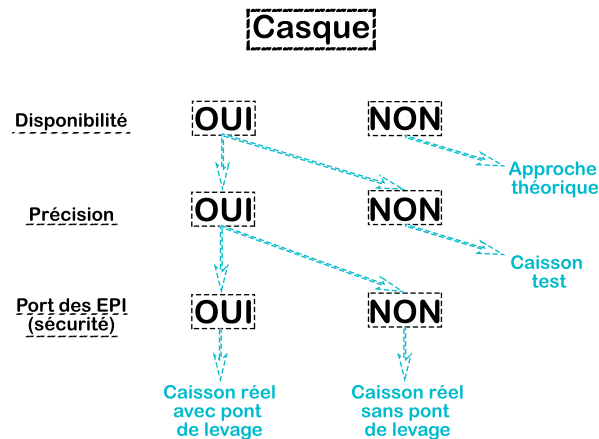 Casque
Disponibilité
OUI
NON
Approche
théorique
Précision
OUI
NON
Caisson
test
Port des EPI
(sécurité)
OUI
NON
Caisson réel
avec pont
de levage
Caisson réel
sans pont
de levage